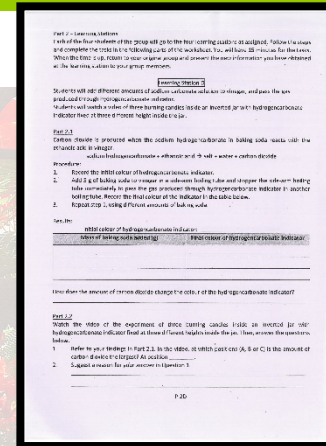 Part 2 – Learning Stations
Each of the four students of the group will go to the four learning stations as assigned. Follow the steps
and complete the tasks in the following parts of the worksheet. You will have 15 minutes for the tasks.
When the time is up, return to your original group and present the new information you have obtained
at the learning station to your group members.
Learning Station
Students will add different amounts of sodium carbonate solution to vinegar, and pass the gas
produced through hydrogencarbonate indicator.
Students will watch a video of three burning candles inside an inverted jar with hydrogencarbonate
indicator fixed at three different height inside the jar.
Part 2.1
Carbon dioxide is produced when the sodium hydrogencarbonate in baking soda reacts with the
ethanoic acid in vinegar.
sodium hydrogencarbonate + ethanoic acid → salt + water + carbon dioxide
Procedure:
1. Record the initial colour of hydrogencarbonate indicator.
2. Add 5 g of baking soda to vinegar in a side-arm boiling tube and stopper the side-arm boiling
tube immediately to pass the gas produced through hydrogencarbonate indicator in another
boiling tube. Record the final colour of the indicator in the table below.
3. Repeat step 2, using different amounts of baking soda.
Results:
Initial colour of hydrogencarbonate indicator:
Mass of baking soda added (g) Final colour of hydrogencarbonate indicator
How does the amount of carbon dioxide change the colour of the hydrogencarbonate indicator?
Part 2.2
Watch the video of the experiment of three burning candles inside an inverted jar with
hydrogencarbonate indicator fixed at three different heights inside the jar. Then, answer the questions
below.
1. Refer to your findings in Part 2.1. In the video, at which positions (A, B or C) is the amount of
carbon dioxide the largest? At position
2. Suggest a reason for your answer in Question 1.
P.20